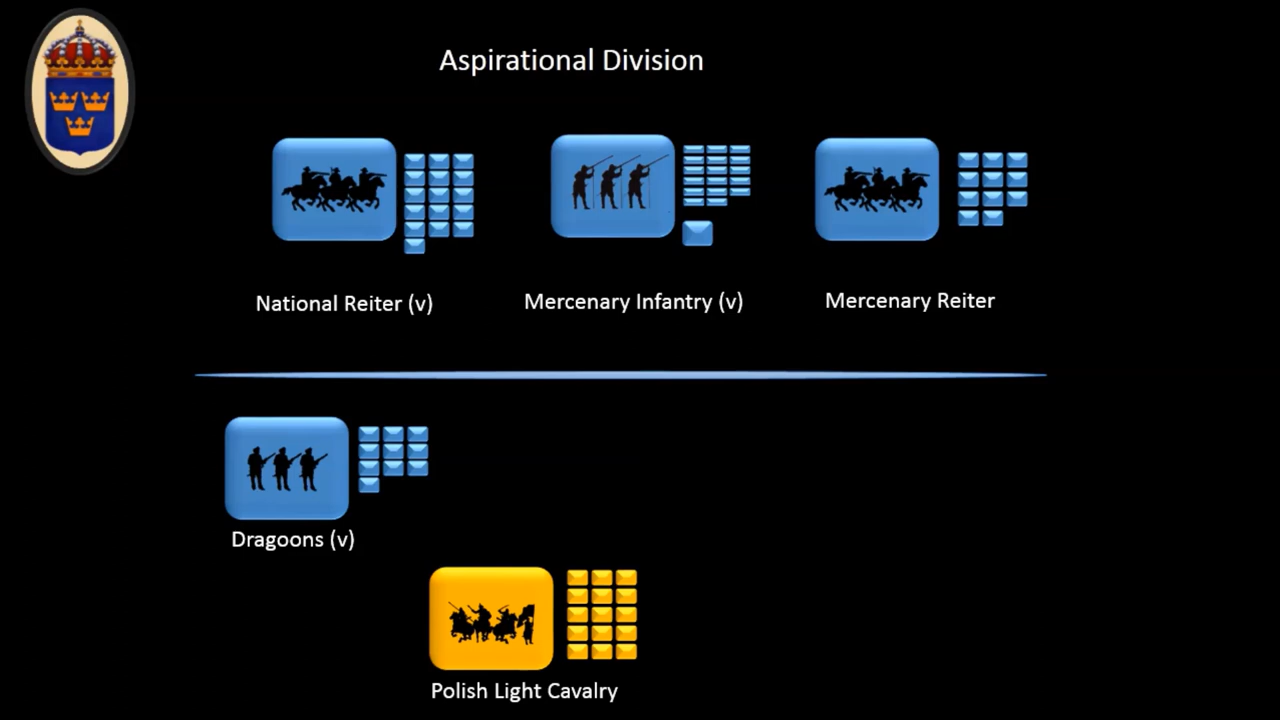 Aspirational Division
National Reiter (v)
Mercenary Infantry (v)
Mercenary Reiter
Dragoons (v)
Polish Light Cavalry